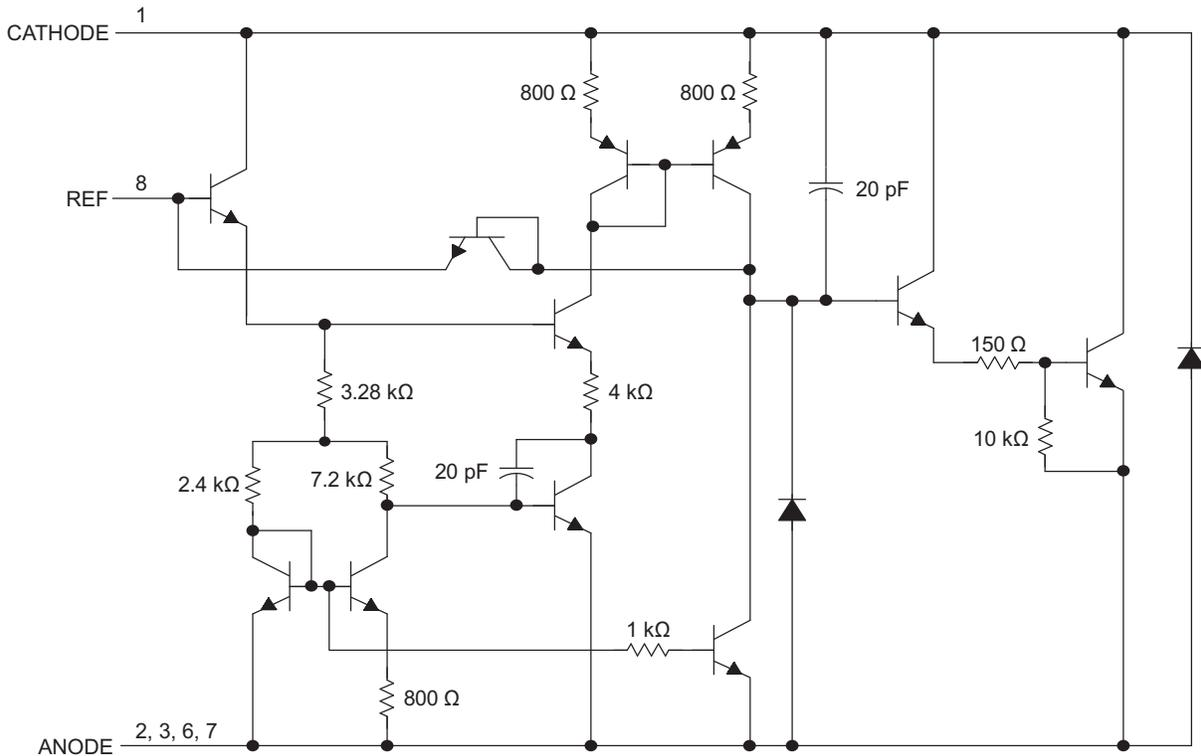 CATHODE 1
800 Ω 800 Ω
REF 8
20 pF
150 Ω
3.28 kΩ 4 kΩ
10 kΩ
2.4 kΩ 7.2 kΩ 20 pF
1 kΩ
800 Ω
ANODE 2, 3, 6, 7